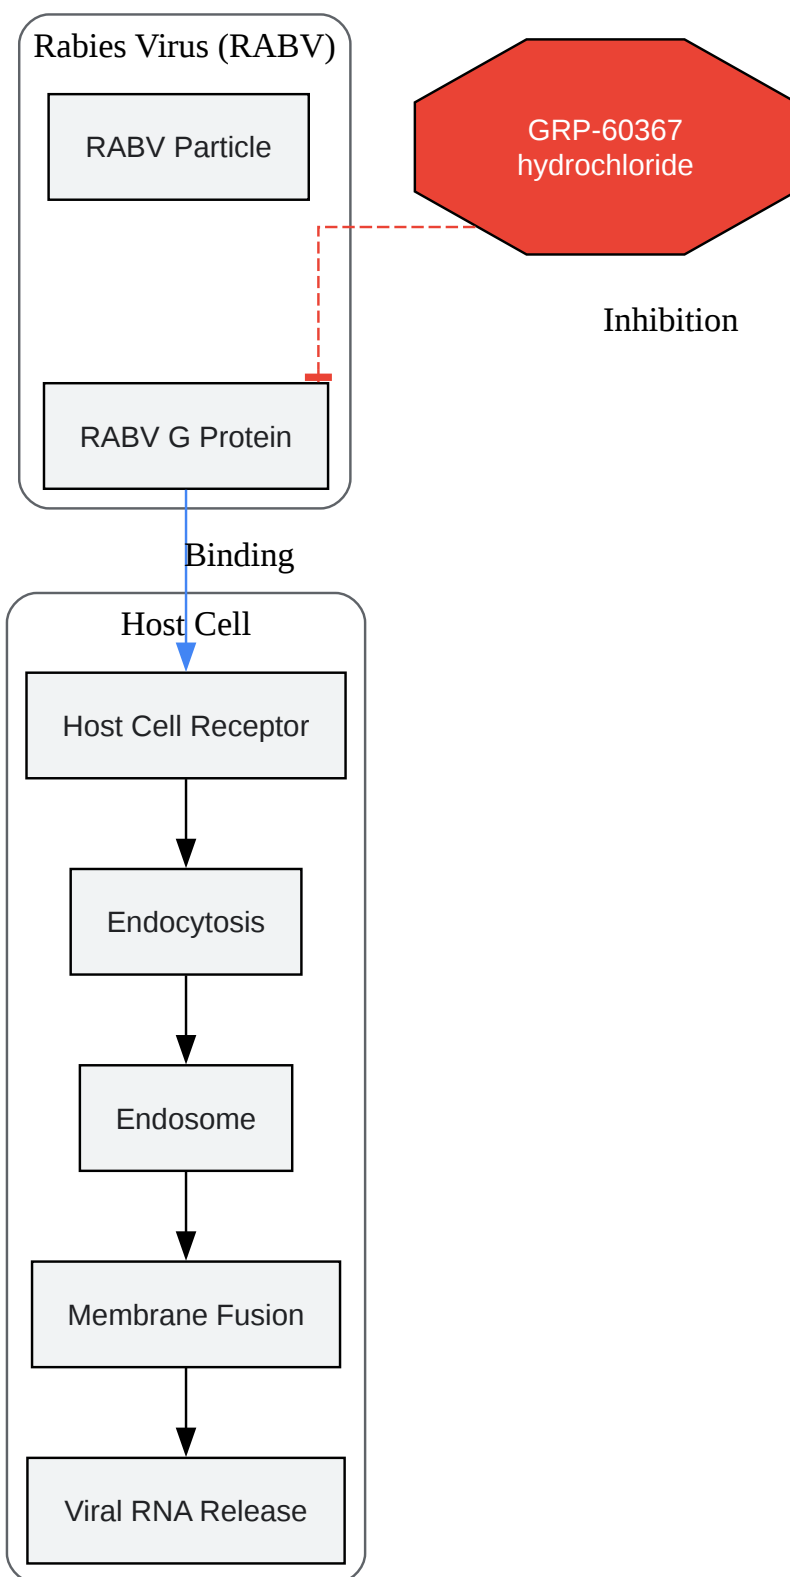 Rabies Virus (RABV)
RABV Particle
GRP-60367
hydrochloride
Inhibition
RABV G Protein
Binding
Host Cell
Host Cell Receptor
Endocytosis
Endosome
Membrane Fusion
Viral RNA Release